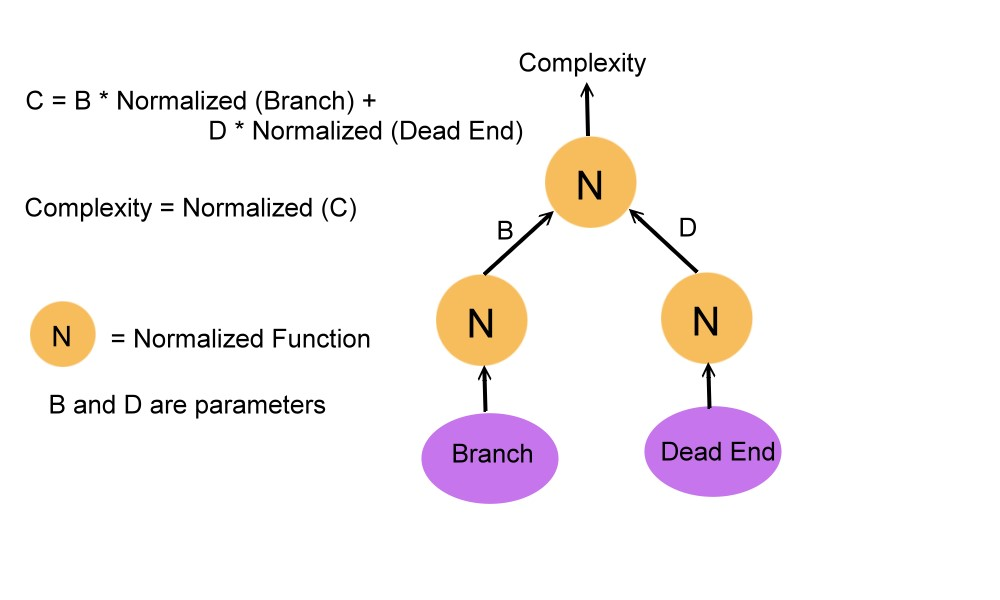 Complexity
C = B * Normalized (Branch) +
D * Normalized (Dead End)
N
Complexity = Normalized (C)
B
D
N
N
N = Normalized Function
B and D are parameters
Branch
Dead End